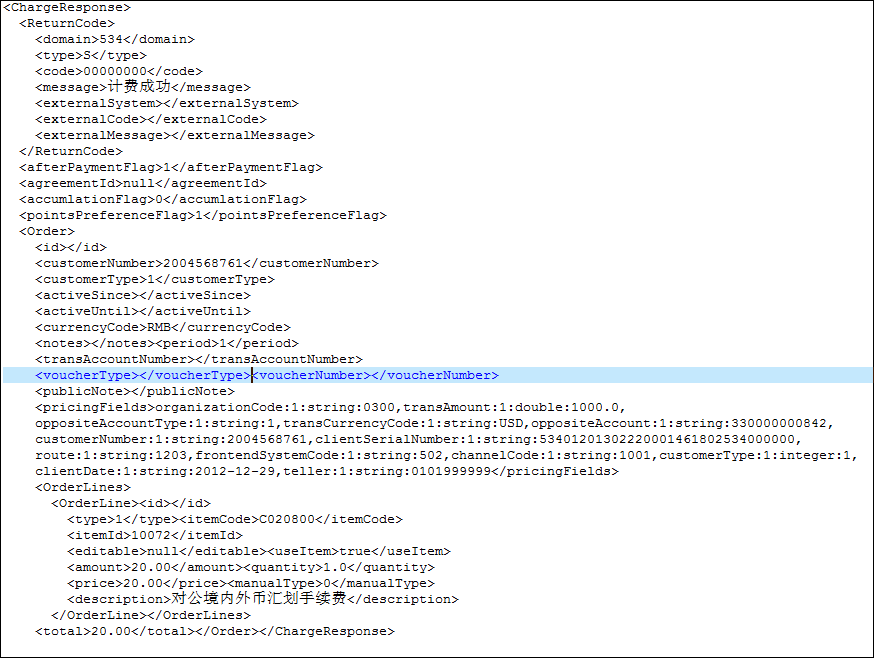 <ChargeResponse>
<ReturnCode>
<domain>534</domain>
<type>S</type>
<code>00000000</code>
<message>计费成功</message>
<externalSystem></externalSystem>
<externalCode></externalCode>
<externalMessage></externalMessage>
</ReturnCode>
<afterPaymentFlag>1</afterPaymentFlag>
<agreementId>null</agreementId>
<accumlationFlag>0</accumlationFlag>
<pointsPreferenceFlag>1</pointsPreferenceFlag>
<Order>
<id></id>
<customerNumber>2004568761</customerNumber>
<customerType>1</customerType>
<activeSince></activeSince>
<activeUntil></activeUntil>
<currencyCode>RMB</currencyCode>
<notes></notes><period>1</period>
<transAccountNumber></transAccountNumber>
<voucherType></voucherType><voucherNumber></voucherNumber>
<publicNote></publicNote>
<pricingFields>organizationCode:1:string:0300,transAmount:1:double:1000.0,
oppositeAccountType:1:string:1,transCurrencyCode:1:string:USD,oppositeAccount:1:string:330000000842,
customerNumber:1:string:2004568761,clientSerialNumber:1:string:5340120130222000146180253400­0000,
route:1:string:1203,frontendSystemCode:1:string:502,channelCode:1:string:1001,customerType:1:integer:1,
clientDate:1:string:2012-12-29,teller:1:string:0101999999</pricingFields>
<OrderLines>
<OrderLine><id></id>
<type>1</type><itemCode>C020800</itemCode>
<itemId>10072</itemId>
<editable>null</editable><useItem>true</useItem>
<amount>20.00</amount><quantity>1.0</quantity>
<price>20.00</price><manualType>0</manualType>
<description>对公境内外币汇划手续费</description>
</OrderLine></OrderLines>
<total>20.00</total></Order></ChargeResponse>